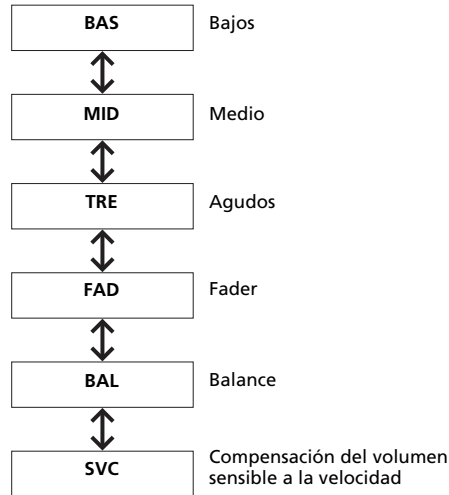 BAS Bajos
MID Medio
TRE Agudos
FAD Fader
BAL Balance
SVC Compensación del volumen
sensible a la velocidad